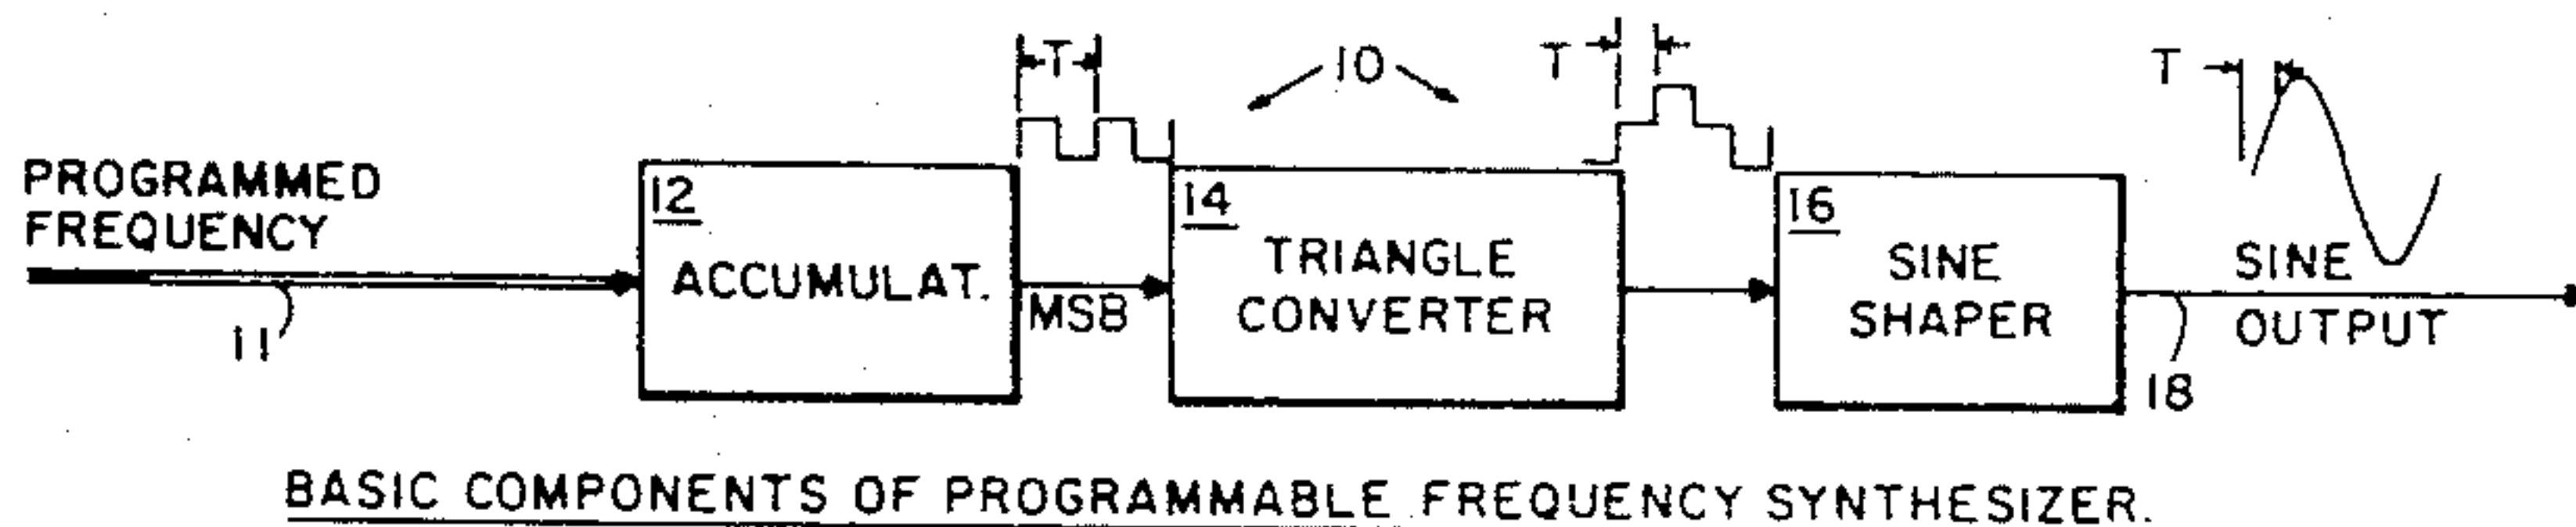 T
10
T
T
PROGRAMMED
FREQUENCY
11
12
ACCUMULAT.
MSB
14
TRIANGLE
CONVERTER
16
SINE
SHAPER
SINE
OUTPUT
18
BASIC COMPONENTS OF PROGRAMMABLE FREQUENCY SYNTHESIZER.